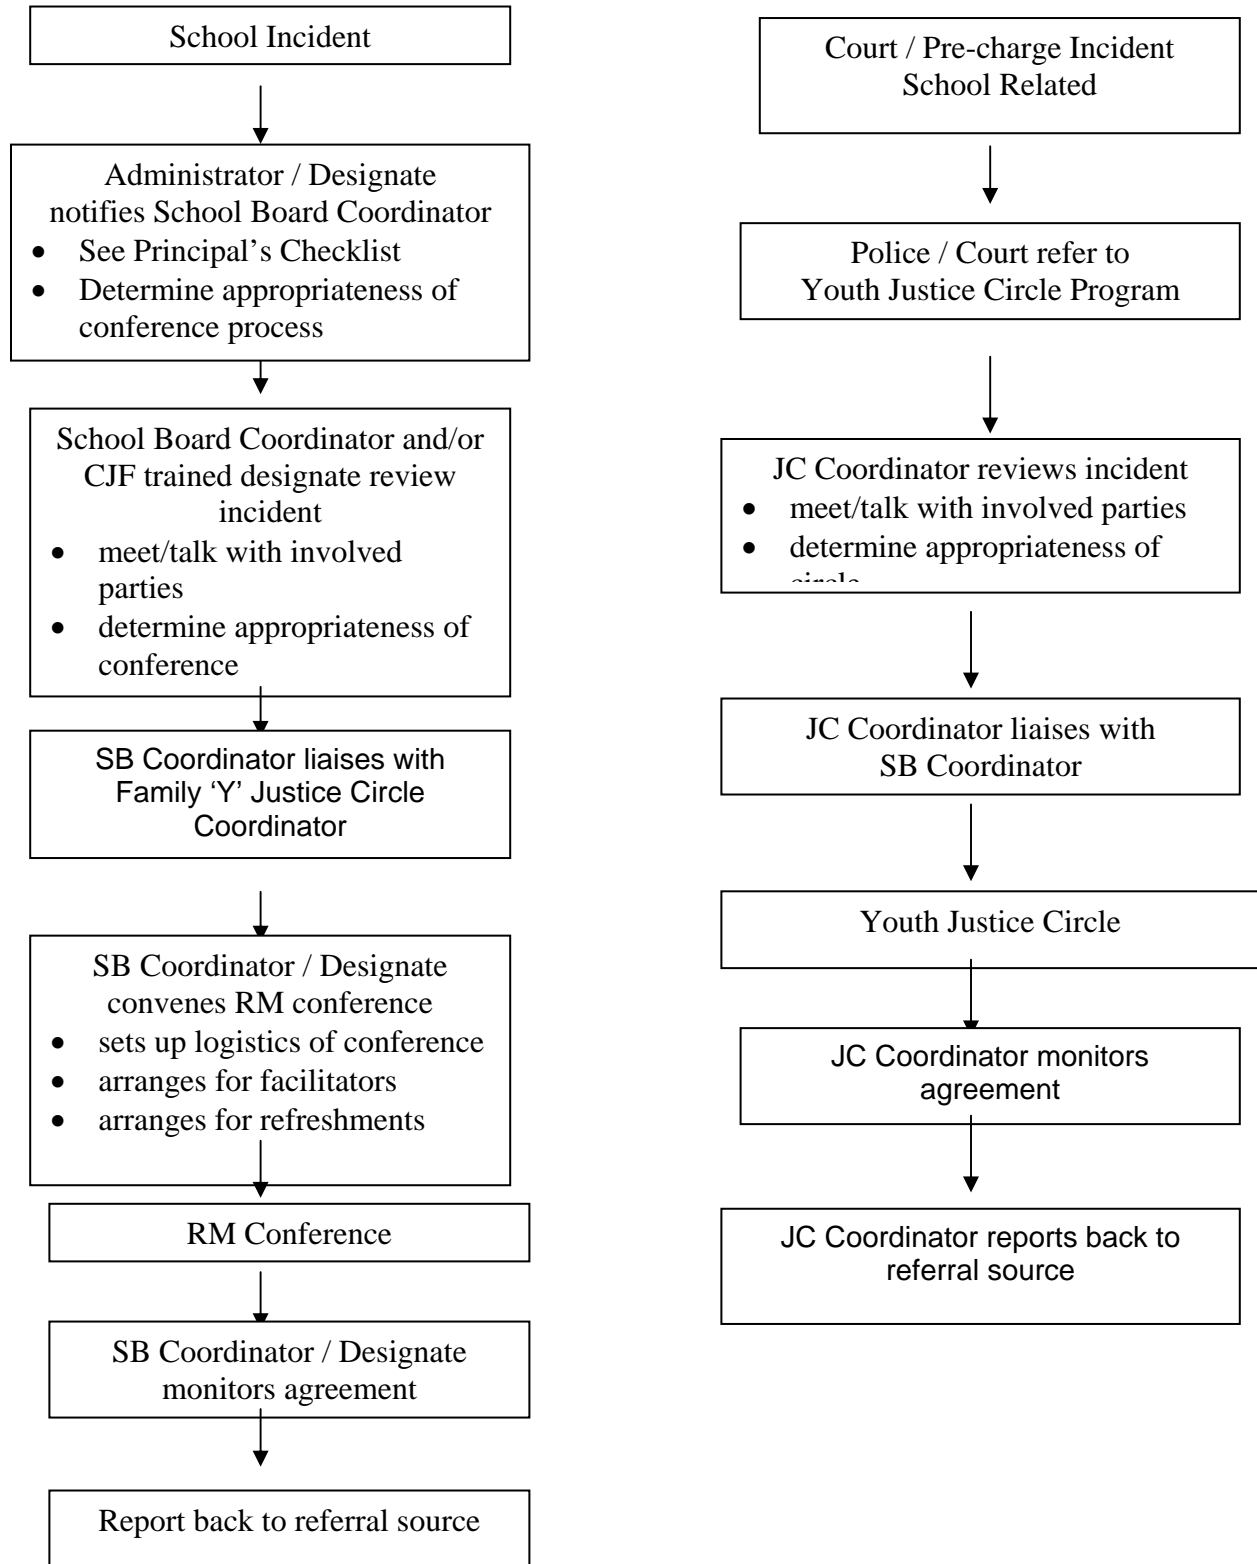 School Incident
Administrator / Designate
notifies School Board Coordinator
• See Principal's Checklist
• Determine appropriateness of
conference process
School Board Coordinator and/or
CJF trained designate review
incident
• meet/talk with involved
parties
• determine appropriateness of
conference
SB Coordinator liaises with
Family ‘Y’ Justice Circle
Coordinator
SB Coordinator / Designate
convenes RM conference
• sets up logistics of conference
• arranges for facilitators
• arranges for refreshments
RM Conference
SB Coordinator / Designate
monitors agreement
Report back to referral source
Court / Pre-charge Incident
School Related
Police / Court refer to
Youth Justice Circle Program
JC Coordinator reviews incident
• meet/talk with involved parties
• determine appropriateness of
circle
JC Coordinator liaises with
SB Coordinator
Youth Justice Circle
JC Coordinator monitors
agreement
JC Coordinator reports back to
referral source